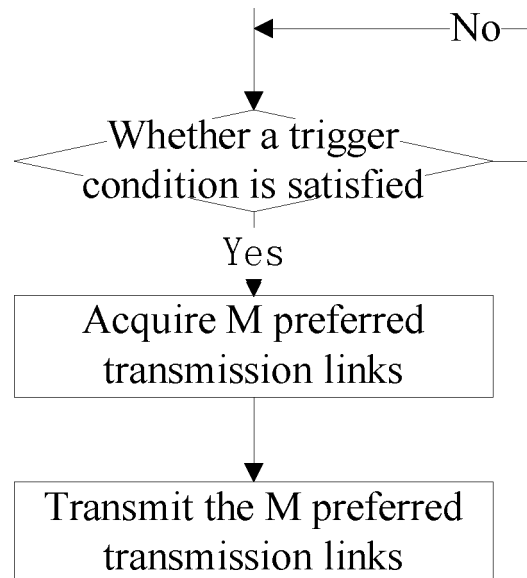 No
Whether a trigger
condition is satisfied
Yes
Acquire M preferred
transmission links
Transmit the M preferred
transmission links